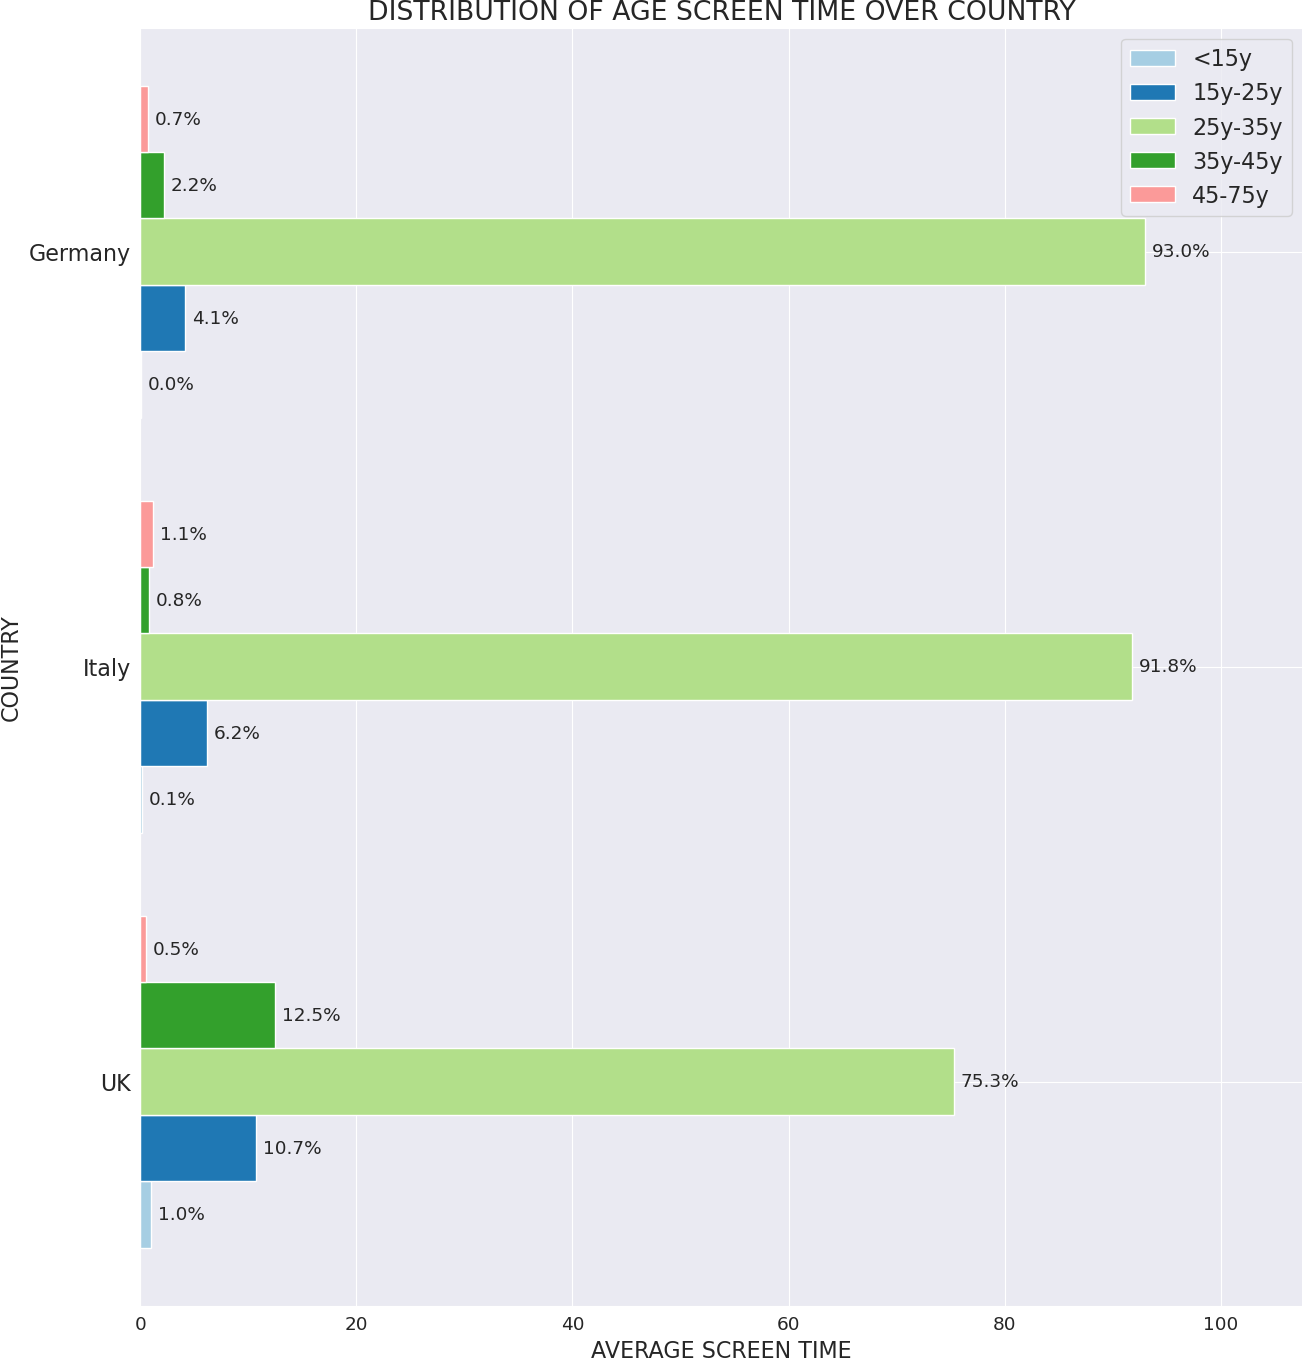 DISTRIBUTION OF AGE SCREEN TIME OVER COUNTRY
<15y
15y-25y
25y-35y
35y-45y
45-75y
0.7%
2.2%
Germany
93.0%
4.1%
0.0%
1.1%
0.8%
Italy
91.8%
6.2%
0.1%
COUNTRY
0.5%
12.5%
UK
75.3%
10.7%
1.0%
0 20 40 60 80 100
AVERAGE SCREEN TIME